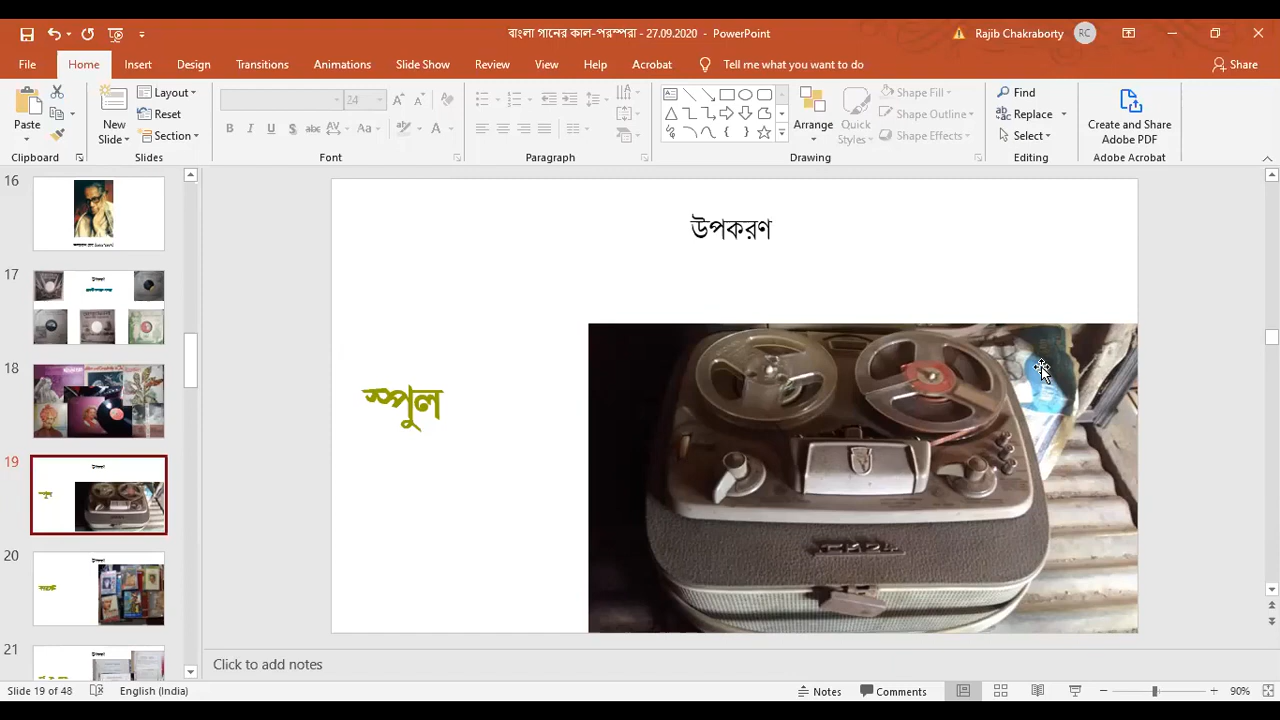 বাংলা গানের কাল-পরম্পরা - 27.09.2020 - PowerPoint
Rajib Chakraborty RC
File Home Insert Design Transitions Animations Slide Show Review View Help Acrobat Tell me what you want to do Share
Paste
New Slide
Layout
Reset
Section
24
Arrange
Quick Styles
Shape Fill
Shape Outline
Shape Effects
Find
Replace
Select
Create and Share Adobe PDF
Clipboard Slides Font Paragraph Drawing Editing Adobe Acrobat
16
17
18
19
20
21
উপকরণ
স্পুল
Click to add notes
Slide 19 of 48 English (India) Notes Comments 90%